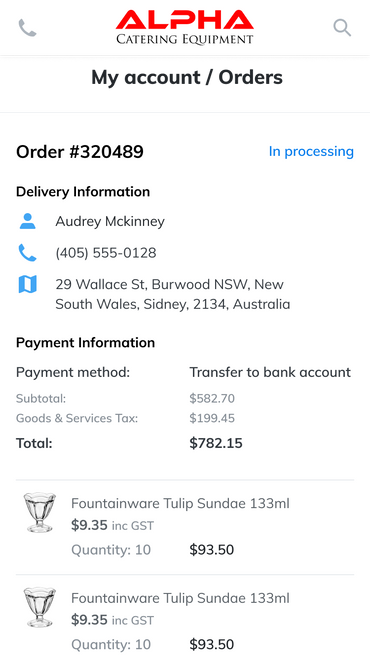 ALPHA
CATERING EQUIPMENT
My account / Orders
Order #320489
In processing
Delivery Information
Audrey Mckinney
(405) 555-0128
29 Wallace St, Burwood NSW, New
South Wales, Sidney, 2134, Australia
Payment Information
Payment method: Transfer to bank account
Subtotal: $582.70
Goods & Services Tax: $199.45
Total: $782.15
Fountainware Tulip Sundae 133ml
$9.35 inc GST
Quantity: 10 $93.50
Fountainware Tulip Sundae 133ml
$9.35 inc GST
Quantity: 10 $93.50